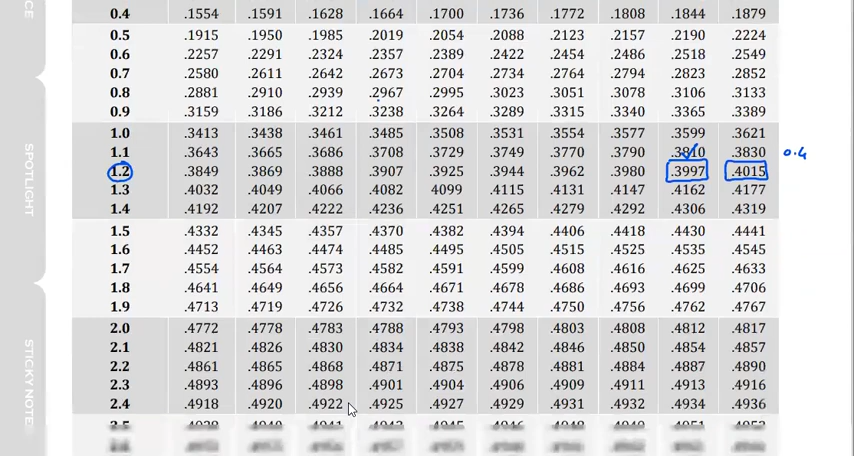 CE
0.4 .1554 .1591 .1628 .1664 .1700 .1736 .1772 .1808 .1844 .1879
0.5 .1915 .1950 .1985 .2019 .2054 .2088 .2123 .2157 .2190 .2224
0.6 .2257 .2291 .2324 .2357 .2389 .2422 .2454 .2486 .2518 .2549
0.7 .2580 .2611 .2642 .2673 .2704 .2734 .2764 .2794 .2823 .2852
0.8 .2881 .2910 .2939 .2967 .2995 .3023 .3051 .3078 .3106 .3133
0.9 .3159 .3186 .3212 .3238 .3264 .3289 .3315 .3340 .3365 .3389
1.0 .3413 .3438 .3461 .3485 .3508 .3531 .3554 .3577 .3599 .3621
1.1 .3643 .3665 .3686 .3708 .3729 .3749 .3770 .3790 .3810 .3830 0.4
SPOTLIGHT
1.2 .3849 .3869 .3888 .3907 .3925 .3944 .3962 .3980 .3997 .4015
1.3 .4032 .4049 .4066 .4082 4099 .4115 .4131 .4147 .4162 .4177
1.4 .4192 .4207 .4222 .4236 .4251 .4265 .4279 .4292 .4306 .4319
1.5 .4332 .4345 .4357 .4370 .4382 .4394 .4406 .4418 .4430 .4441
1.6 .4452 .4463 .4474 .4485 .4495 .4505 .4515 .4525 .4535 .4545
1.7 .4554 .4564 .4573 .4582 .4591 .4599 .4608 .4616 .4625 .4633
1.8 .4641 .4649 .4656 .4664 .4671 .4678 .4686 .4693 .4699 .4706
1.9 .4713 .4719 .4726 .4732 .4738 .4744 .4750 .4756 .4762 .4767
2.0 .4772 .4778 .4783 .4788 .4793 .4798 .4803 .4808 .4812 .4817
2.1 .4821 .4826 .4830 .4834 .4838 .4842 .4846 .4850 .4854 .4857
STICKY NOTE
2.2 .4861 .4865 .4868 .4871 .4875 .4878 .4881 .4884 .4887 .4890
2.3 .4893 .4896 .4898 .4901 .4904 .4906 .4909 .4911 .4913 .4916
2.4 .4918 .4920 .4922 .4925 .4927 .4929 .4931 .4932 .4934 .4936